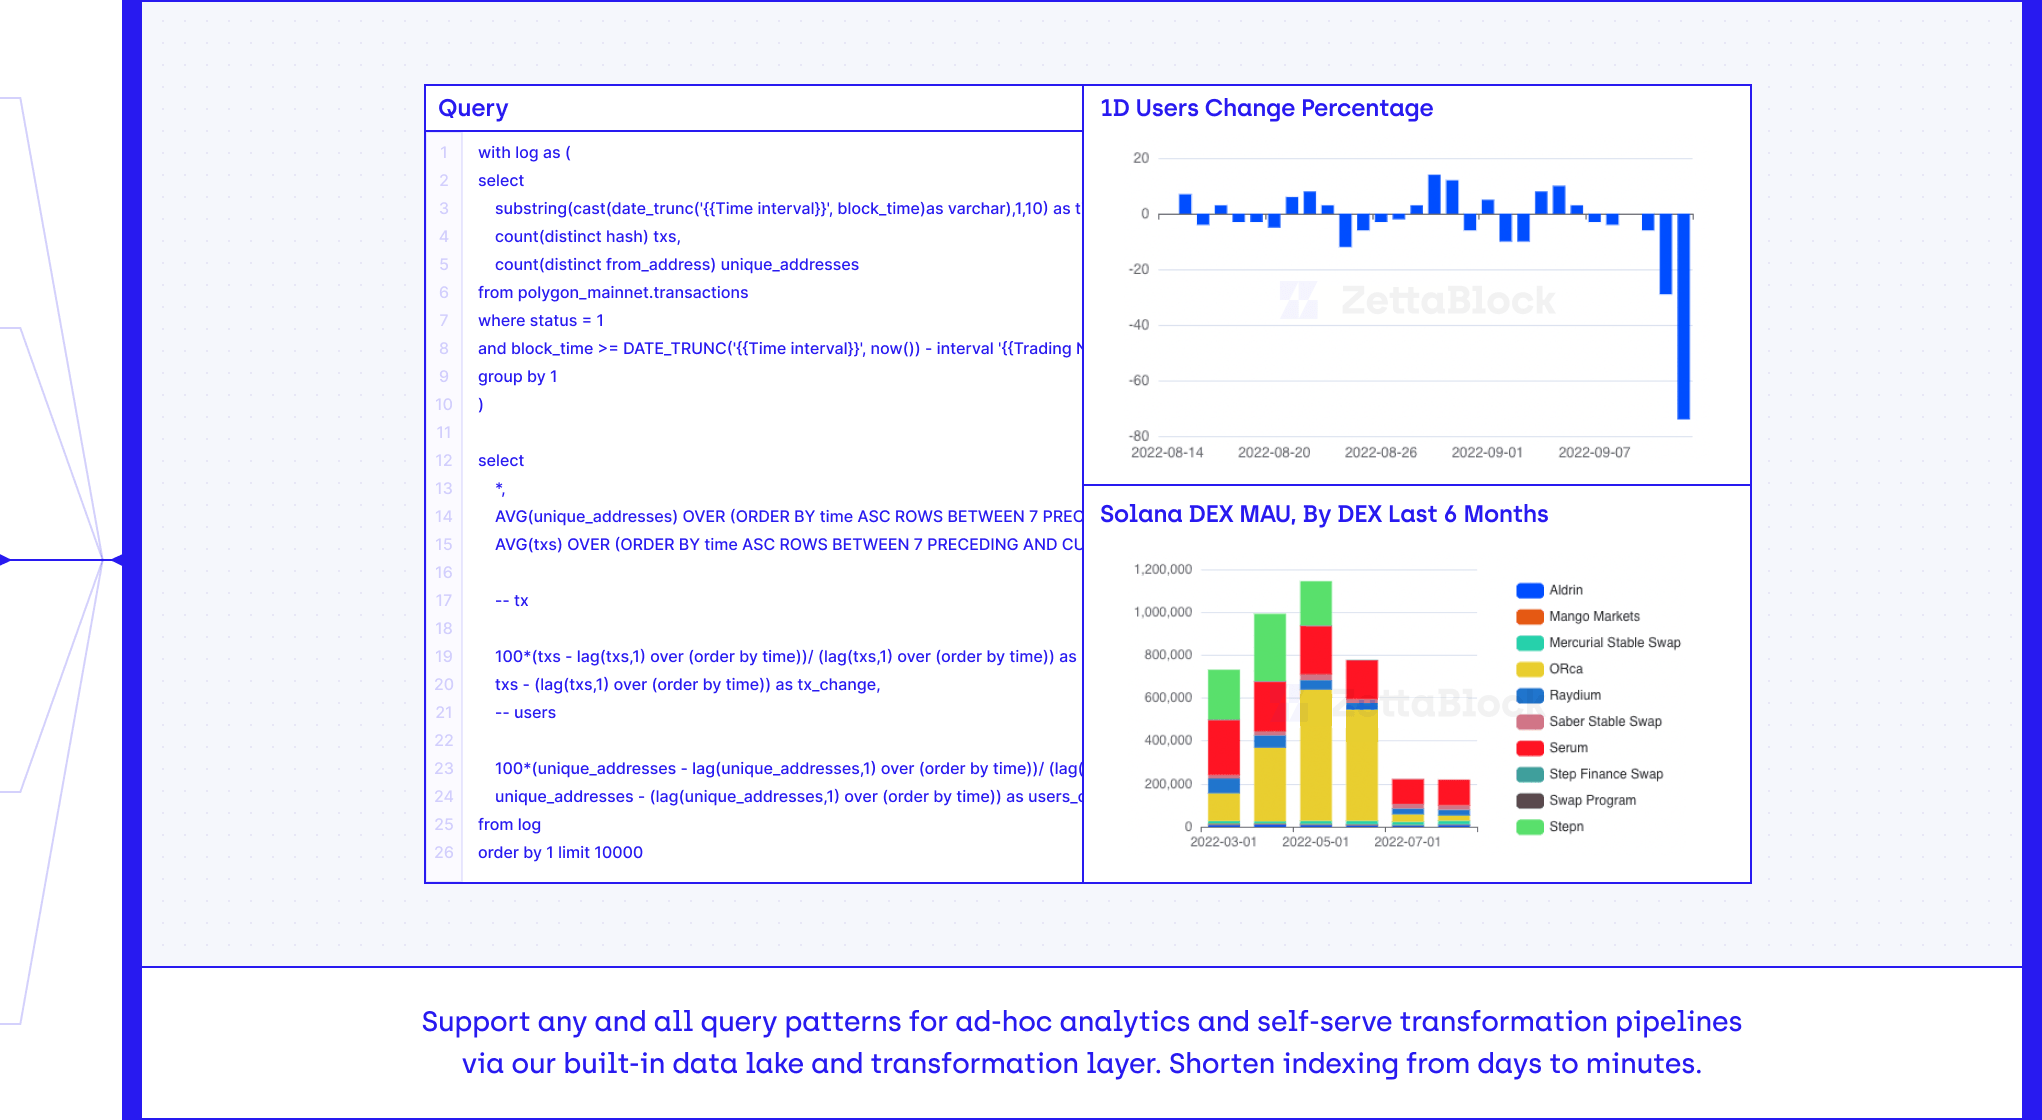 Query
1 with log as (
2 select
3 substring(cast(date_trunc('{{Time interval}}', block_time)as varchar),1,10) as t
4 count(distinct hash) txs,
5 count(distinct from_address) unique_addresses
6 from polygon_mainnet.transactions
7 where status = 1
8 and block_time >= DATE_TRUNC('{{Time interval}}', now()) - interval '{{Trading N
9 group by 1
10 )
11
12 select
13 *,
14 AVG(unique_addresses) OVER (ORDER BY time ASC ROWS BETWEEN 7 PREC
15 AVG(txs) OVER (ORDER BY time ASC ROWS BETWEEN 7 PRECEDING AND CU
16
17 -- tx
18
19 100*(txs - lag(txs,1) over (order by time))/ (lag(txs,1) over (order by time)) as
20 txs - (lag(txs,1) over (order by time)) as tx_change,
21 -- users
22
23 100*(unique_addresses - lag(unique_addresses,1) over (order by time))/ (lag(
24 unique_addresses - (lag(unique_addresses,1) over (order by time)) as users_c
25 from log
26 order by 1 limit 10000
1D Users Change Percentage
20
0
-20
-40
-60
-80
2022-08-14 2022-08-20 2022-08-26 2022-09-01 2022-09-07
ZettaBlock
Solana DEX MAU, By DEX Last 6 Months
1,200,000
1,000,000
800,000
600,000
400,000
200,000
0
2022-03-01 2022-05-01 2022-07-01
ZettaBlock
Aldrin
Mango Markets
Mercurial Stable Swap
ORca
Raydium
Saber Stable Swap
Serum
Step Finance Swap
Swap Program
Stepn
Support any and all query patterns for ad-hoc analytics and self-serve transformation pipelines
via our built-in data lake and transformation layer. Shorten indexing from days to minutes.